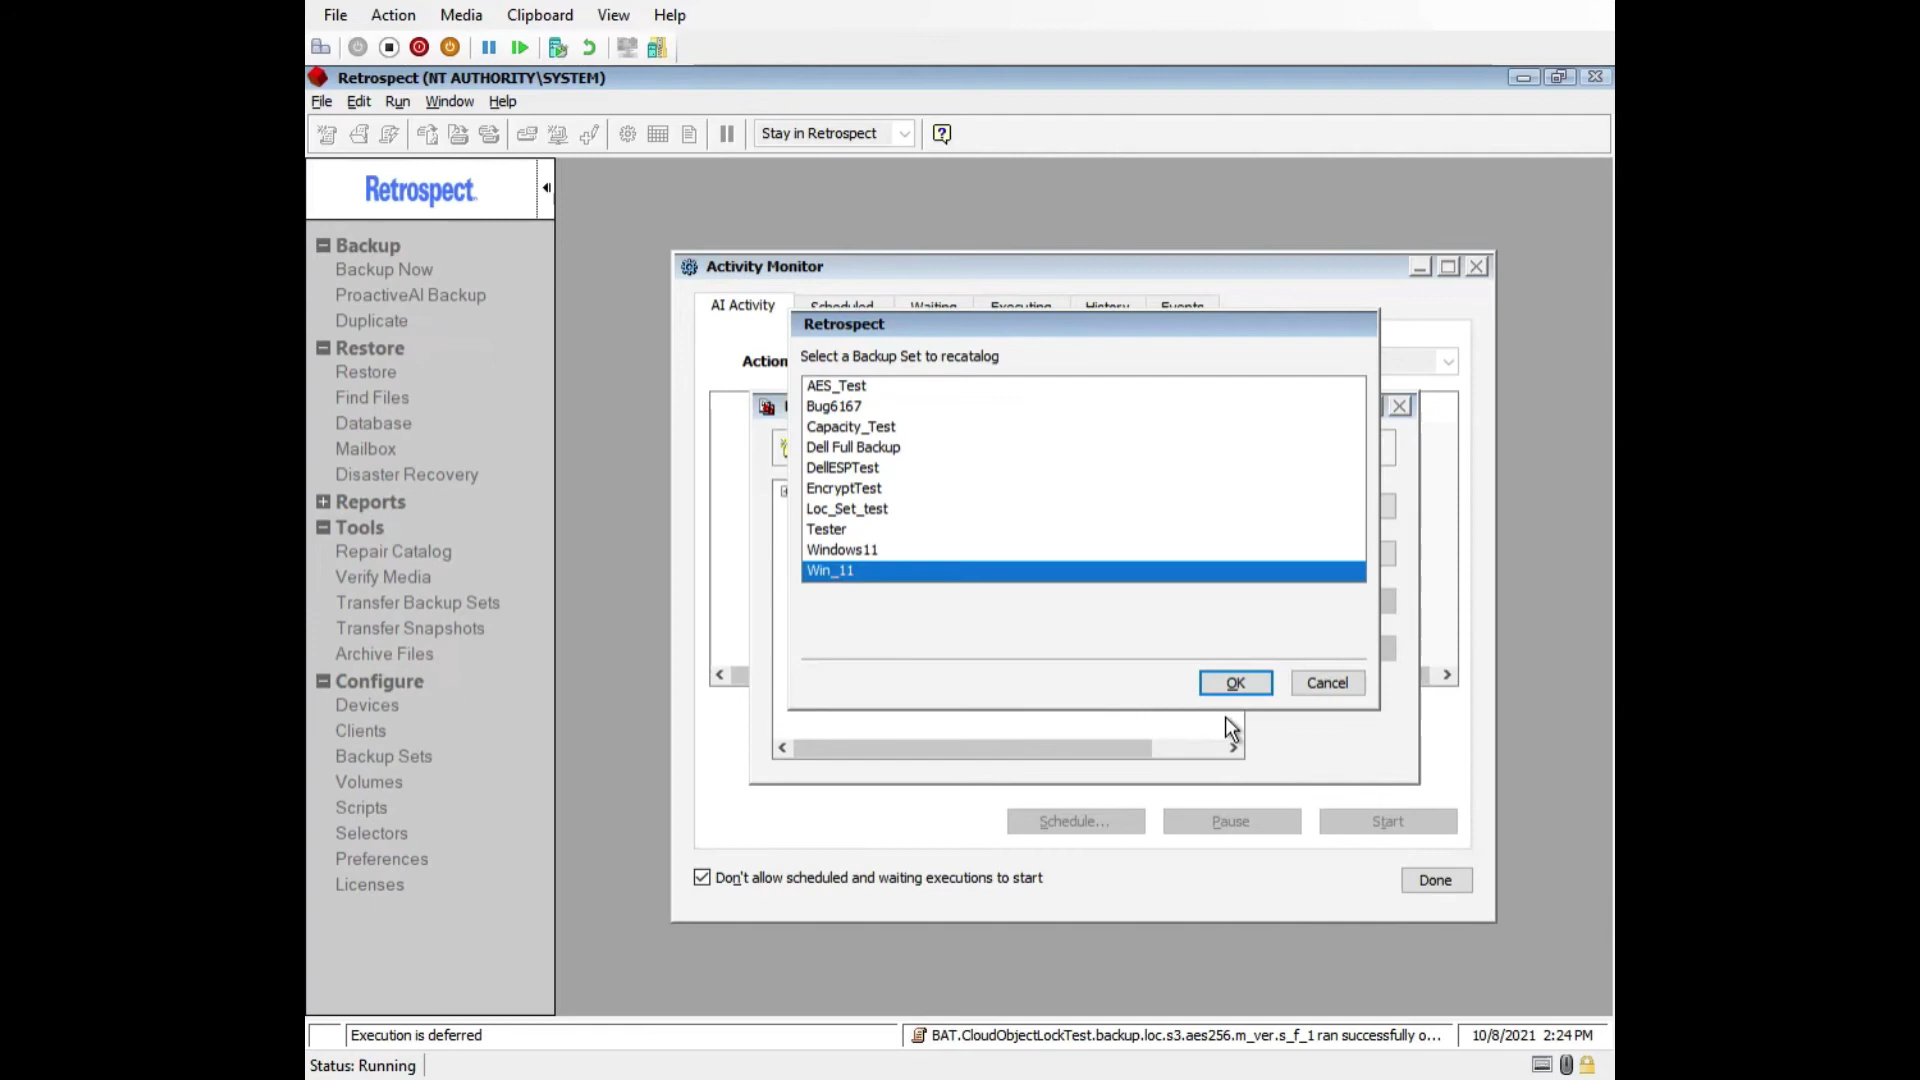 File Action Media Clipboard View Help
Retrospect (NT AUTHORITY\SYSTEM)
File Edit Run Window Help
Stay in Retrospect
Retrospect
Backup
Backup Now
ProactiveAI Backup
Duplicate
Restore
Restore
Find Files
Database
Mailbox
Disaster Recovery
Reports
Tools
Repair Catalog
Verify Media
Transfer Backup Sets
Transfer Snapshots
Archive Files
Configure
Devices
Clients
Backup Sets
Volumes
Scripts
Selectors
Preferences
Licenses
Activity Monitor
AI Activity Scheduled Waiting Executing History Events
Action
Retrospect
Select a Backup Set to recatalog
AES_Test
Bug6167
Capacity_Test
Dell Full Backup
DellESPTest
EncryptTest
Loc_Set_test
Tester
Windows11
Win_11
OK Cancel
Schedule... Pause Start
Don't allow scheduled and waiting executions to start
Done
Execution is deferred
BAT.CloudObjectLockTest.backup.loc.s3.aes256.m_ver.s_f_1 ran successfully o...
10/8/2021 2:24 PM
Status: Running